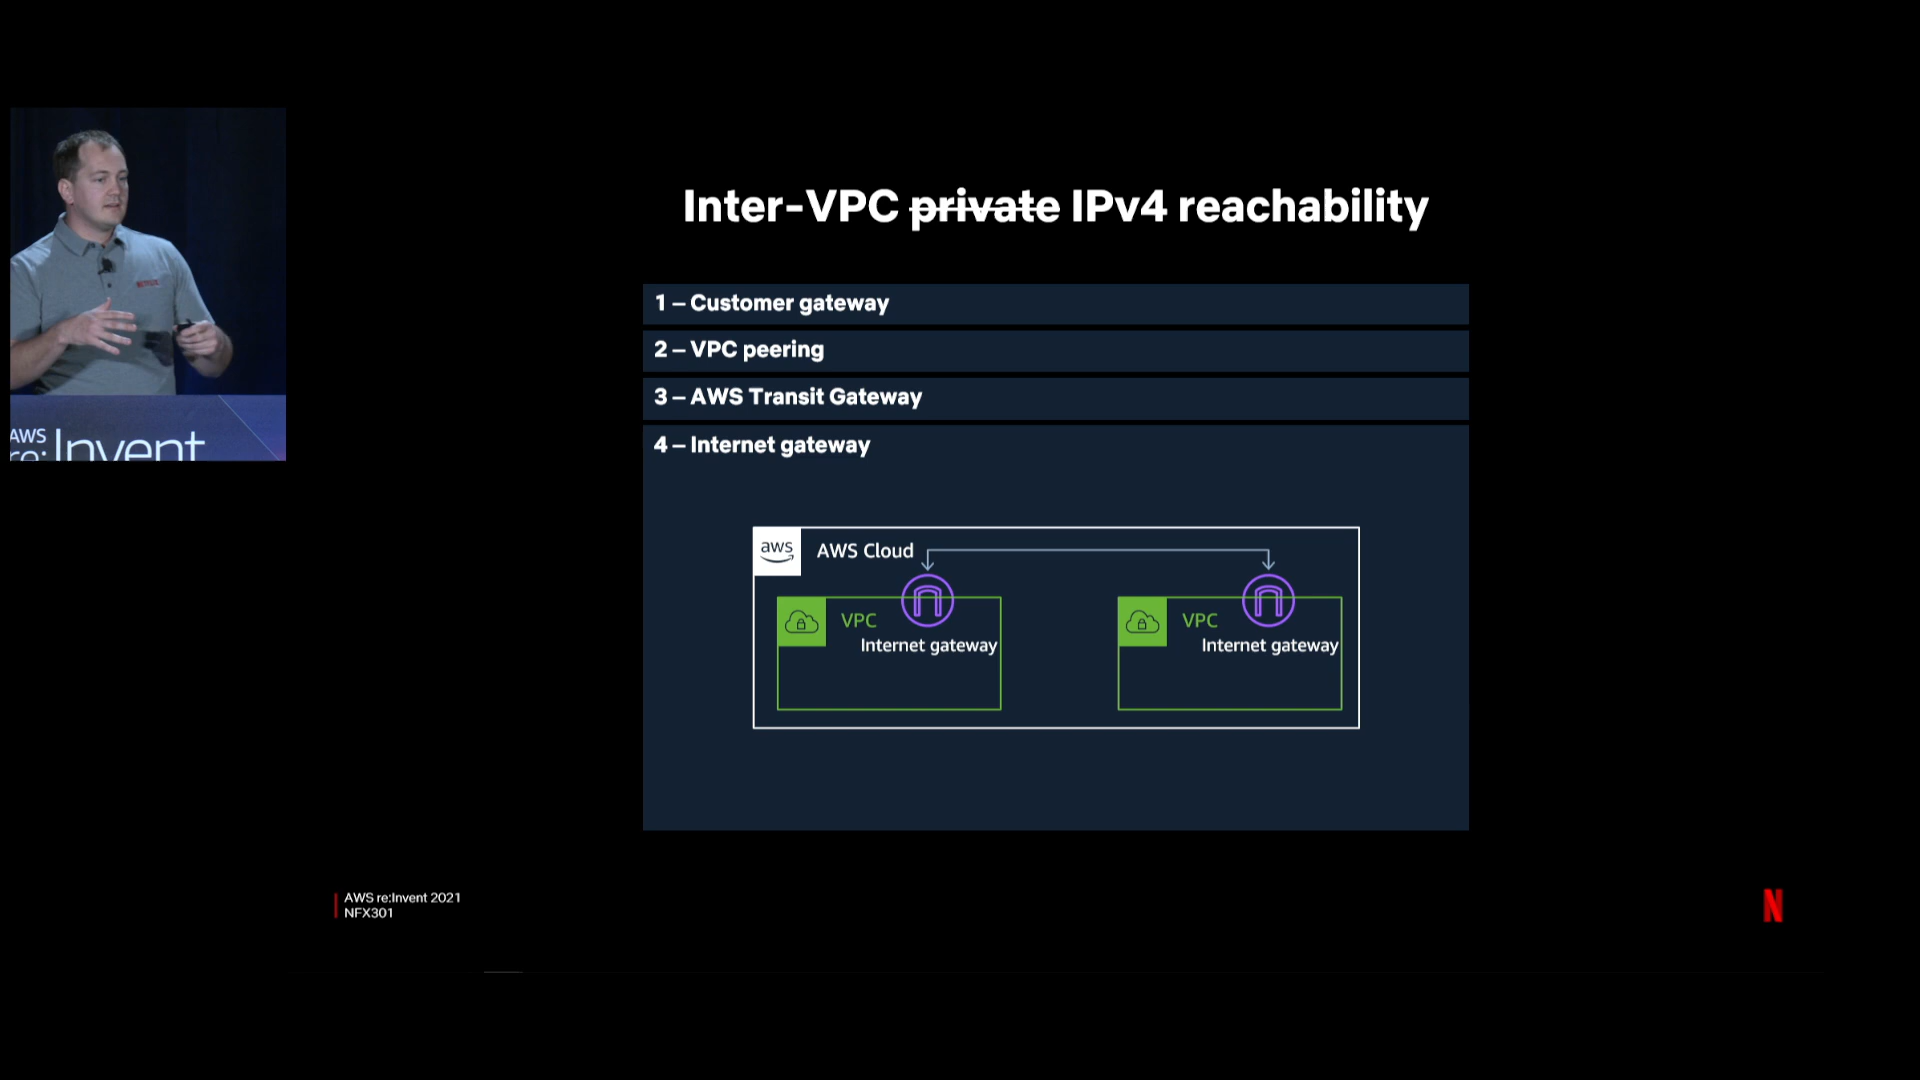 Inter-VPC private IPv4 reachability
1 – Customer gateway
2 – VPC peering
3 – AWS Transit Gateway
4 – Internet gateway
aws
AWS Cloud
VPC
Internet gateway
VPC
Internet gateway
NETFLIX
AWS
re:Invent
AWS re:Invent 2021
NFX301
N